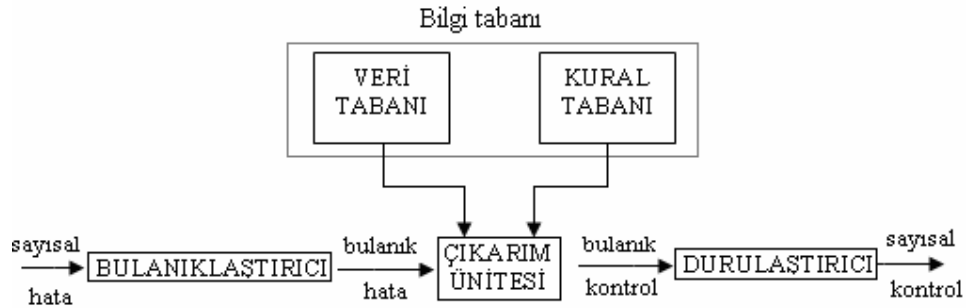 Bilgi tabanı
VERİ
TABANI
KURAL
TABANI
sayısal
hata
BULANIKLAŞTIRICI
bulanık
hata
ÇIKARIM
ÜNİTESİ
bulanık
kontrol
DURULAŞTIRICI
sayısal
kontrol